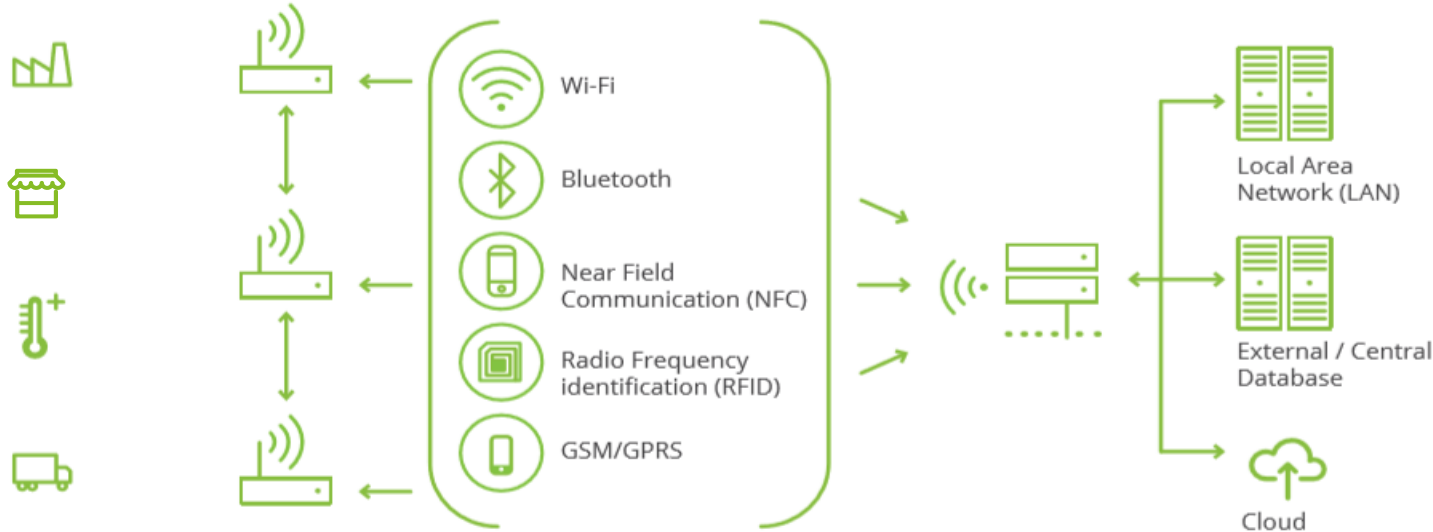 Wi-Fi
Bluetooth
Near Field
Communication (NFC)
Radio Frequency
identification (RFID)
GSM/GPRS
Local Area
Network (LAN)
External / Central
Database
Cloud